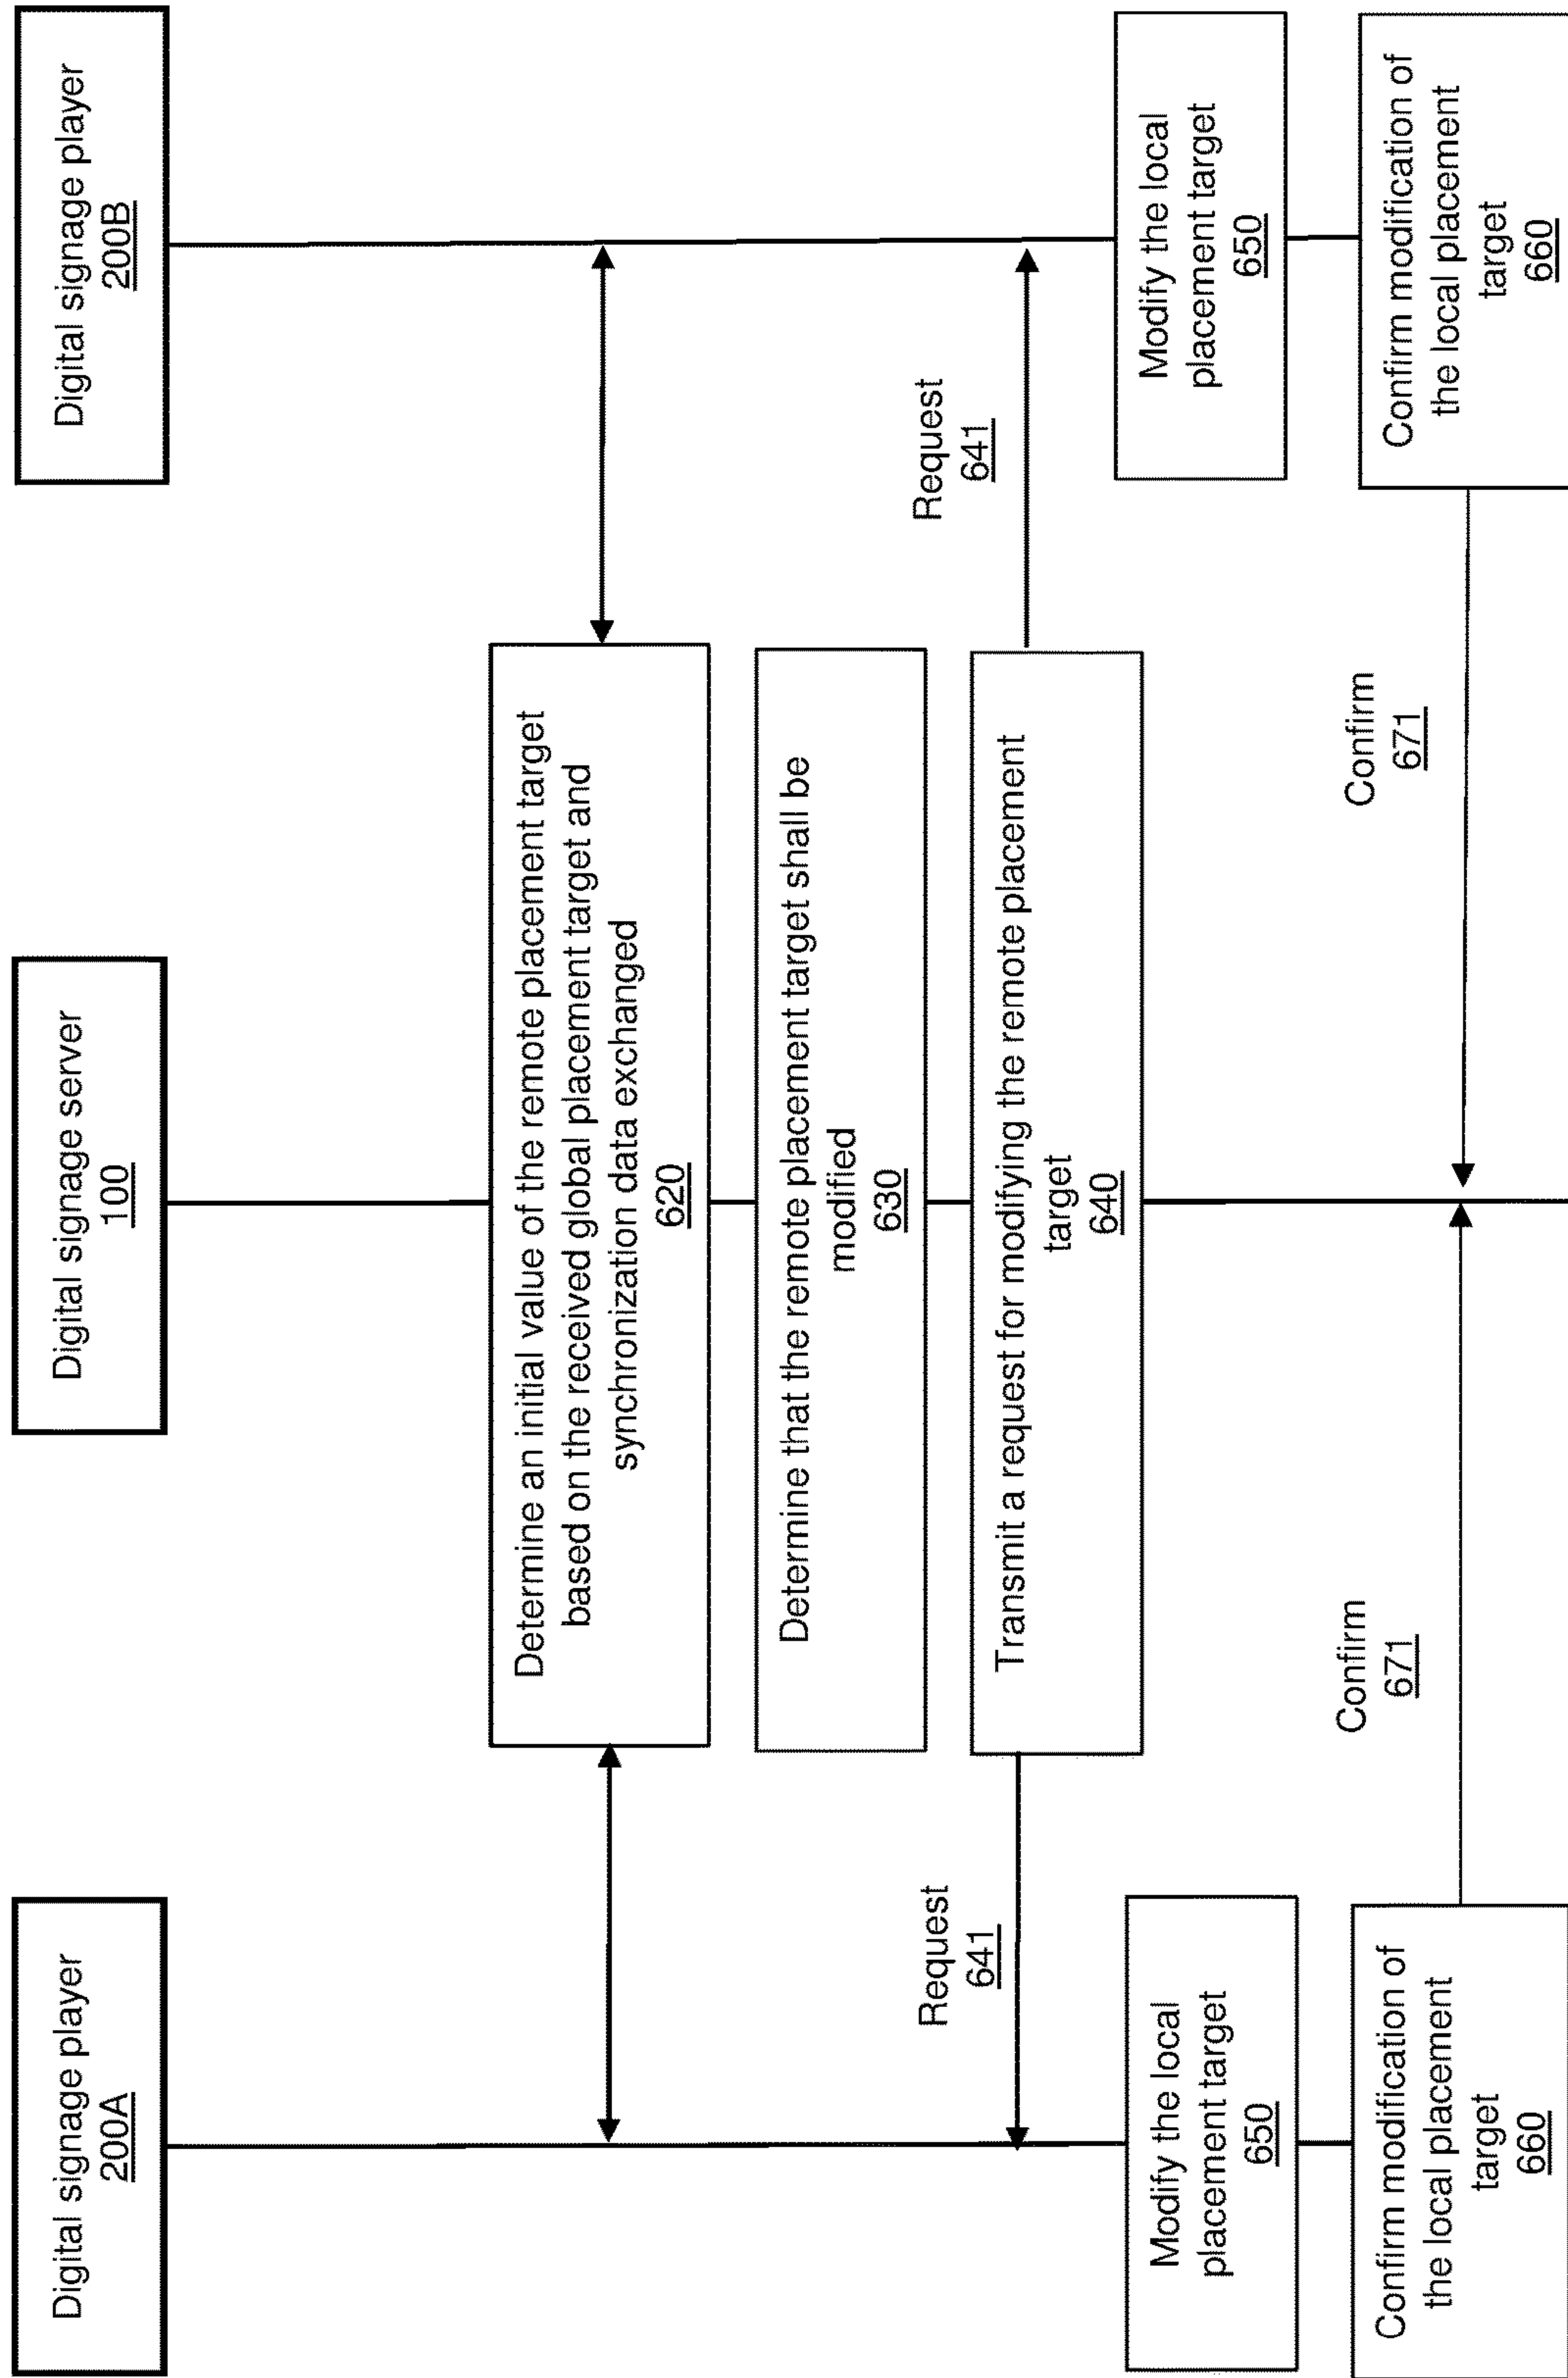 Digital signage player
200A
Digital signage server
100
Digital signage player
200B
Determine an initial value of the remote placement target
based on the received global placement target and
synchronization data exchanged
620
Determine that the remote placement target shall be
modified
630
Request
641
Transmit a request for modifying the remote placement
target
640
Request
641
Modify the local
placement target
650
Modify the local
placement target
650
Confirm modification of
the local placement
target
660
Confirm
671
Confirm
671
Confirm modification of
the local placement
target
660